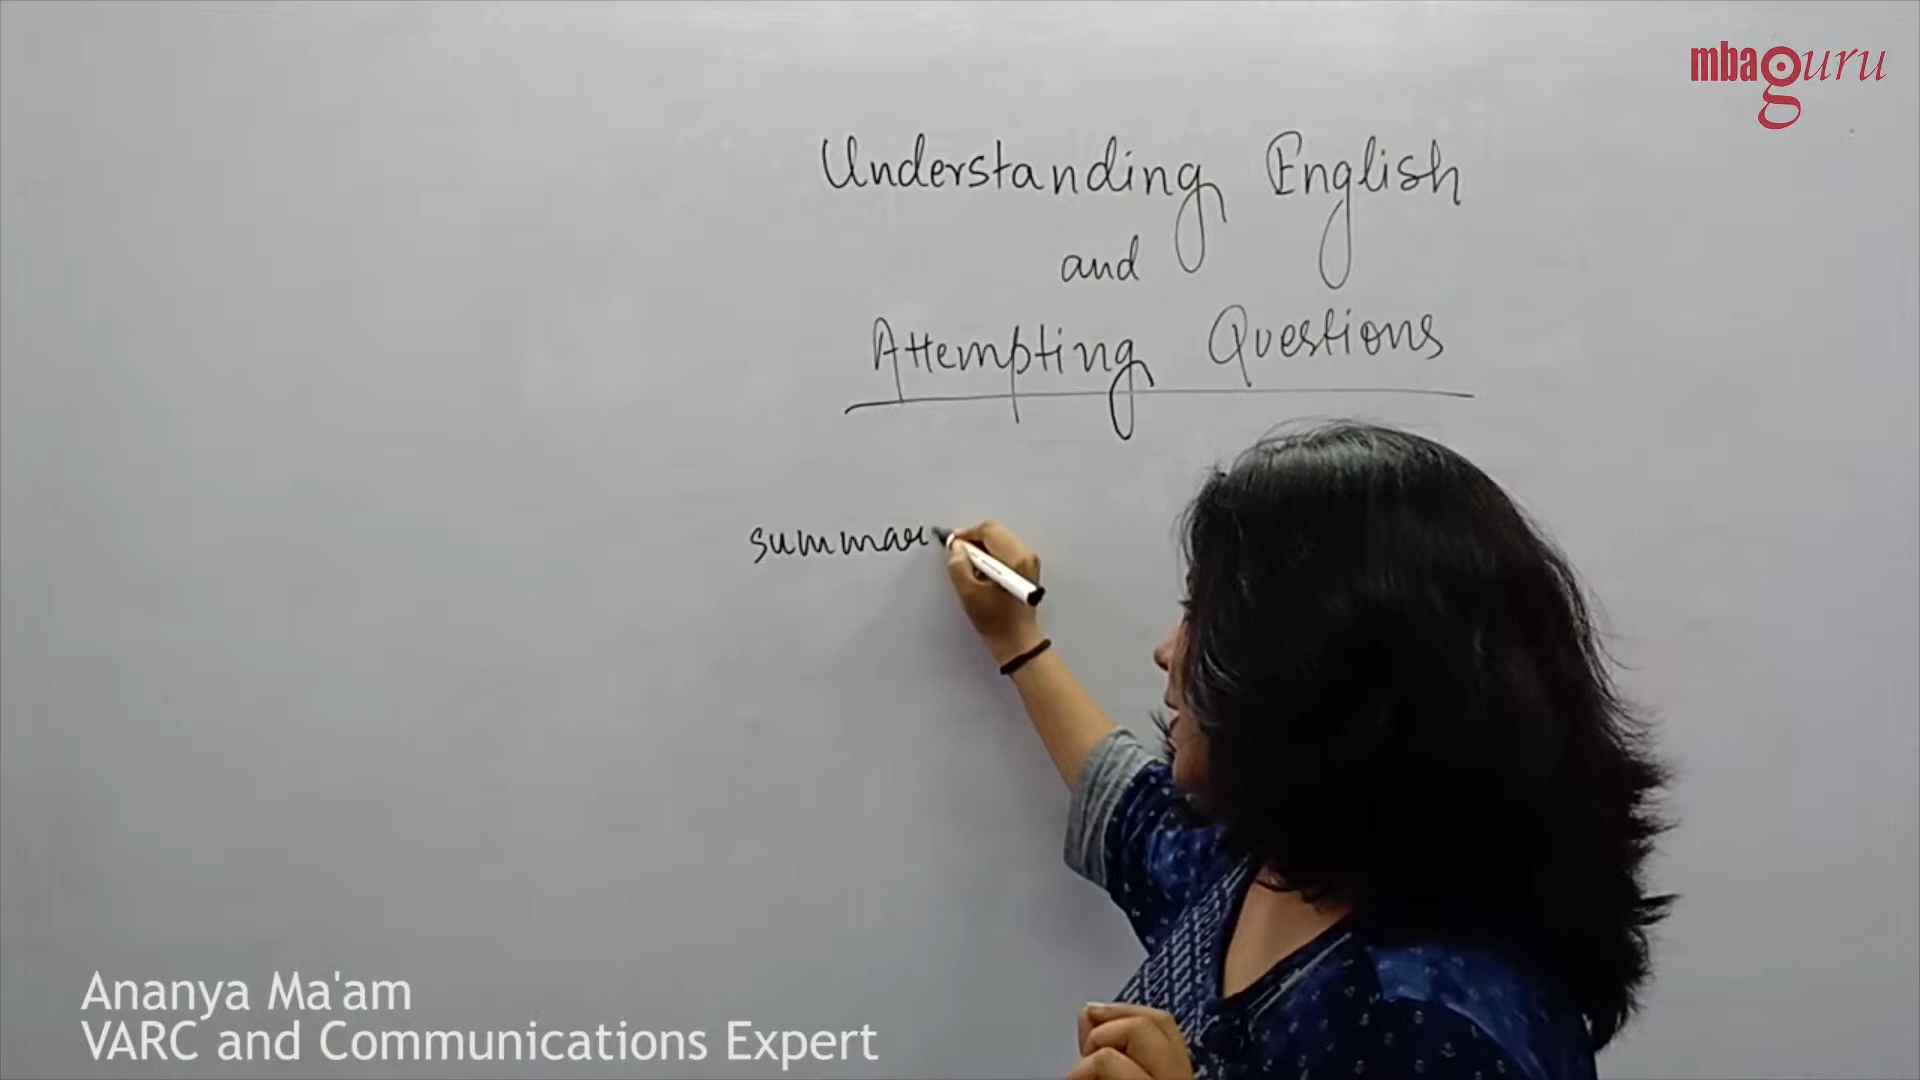 mbaguru
Understanding English
and
Attempting Questions
summar
Ananya Ma'am
VARC and Communications Expert